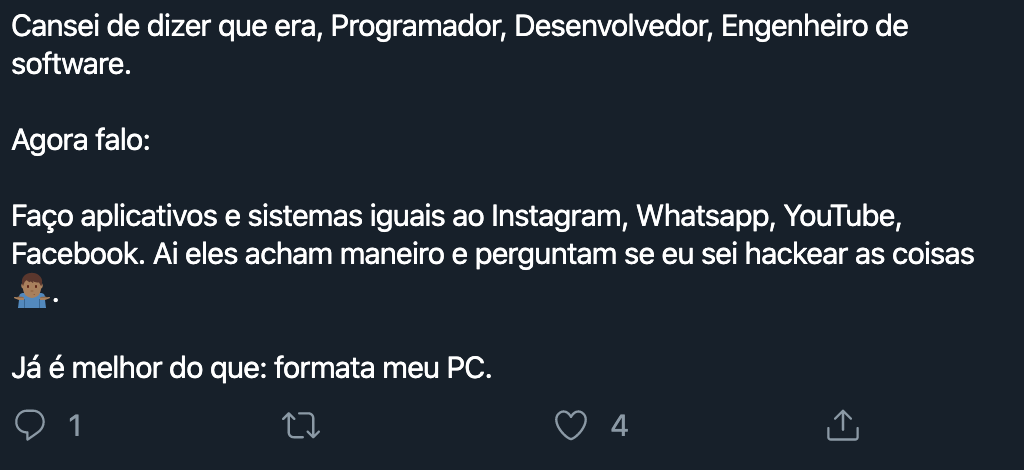 Cansei de dizer que era, Programador, Desenvolvedor, Engenheiro de
software.
Agora falo:
Faço aplicativos e sistemas iguais ao Instagram, Whatsapp, YouTube,
Facebook. Ai eles acham maneiro e perguntam se eu sei hackear as coisas
🤷🏽‍♂️.
Já é melhor do que: formata meu PC.
1 4